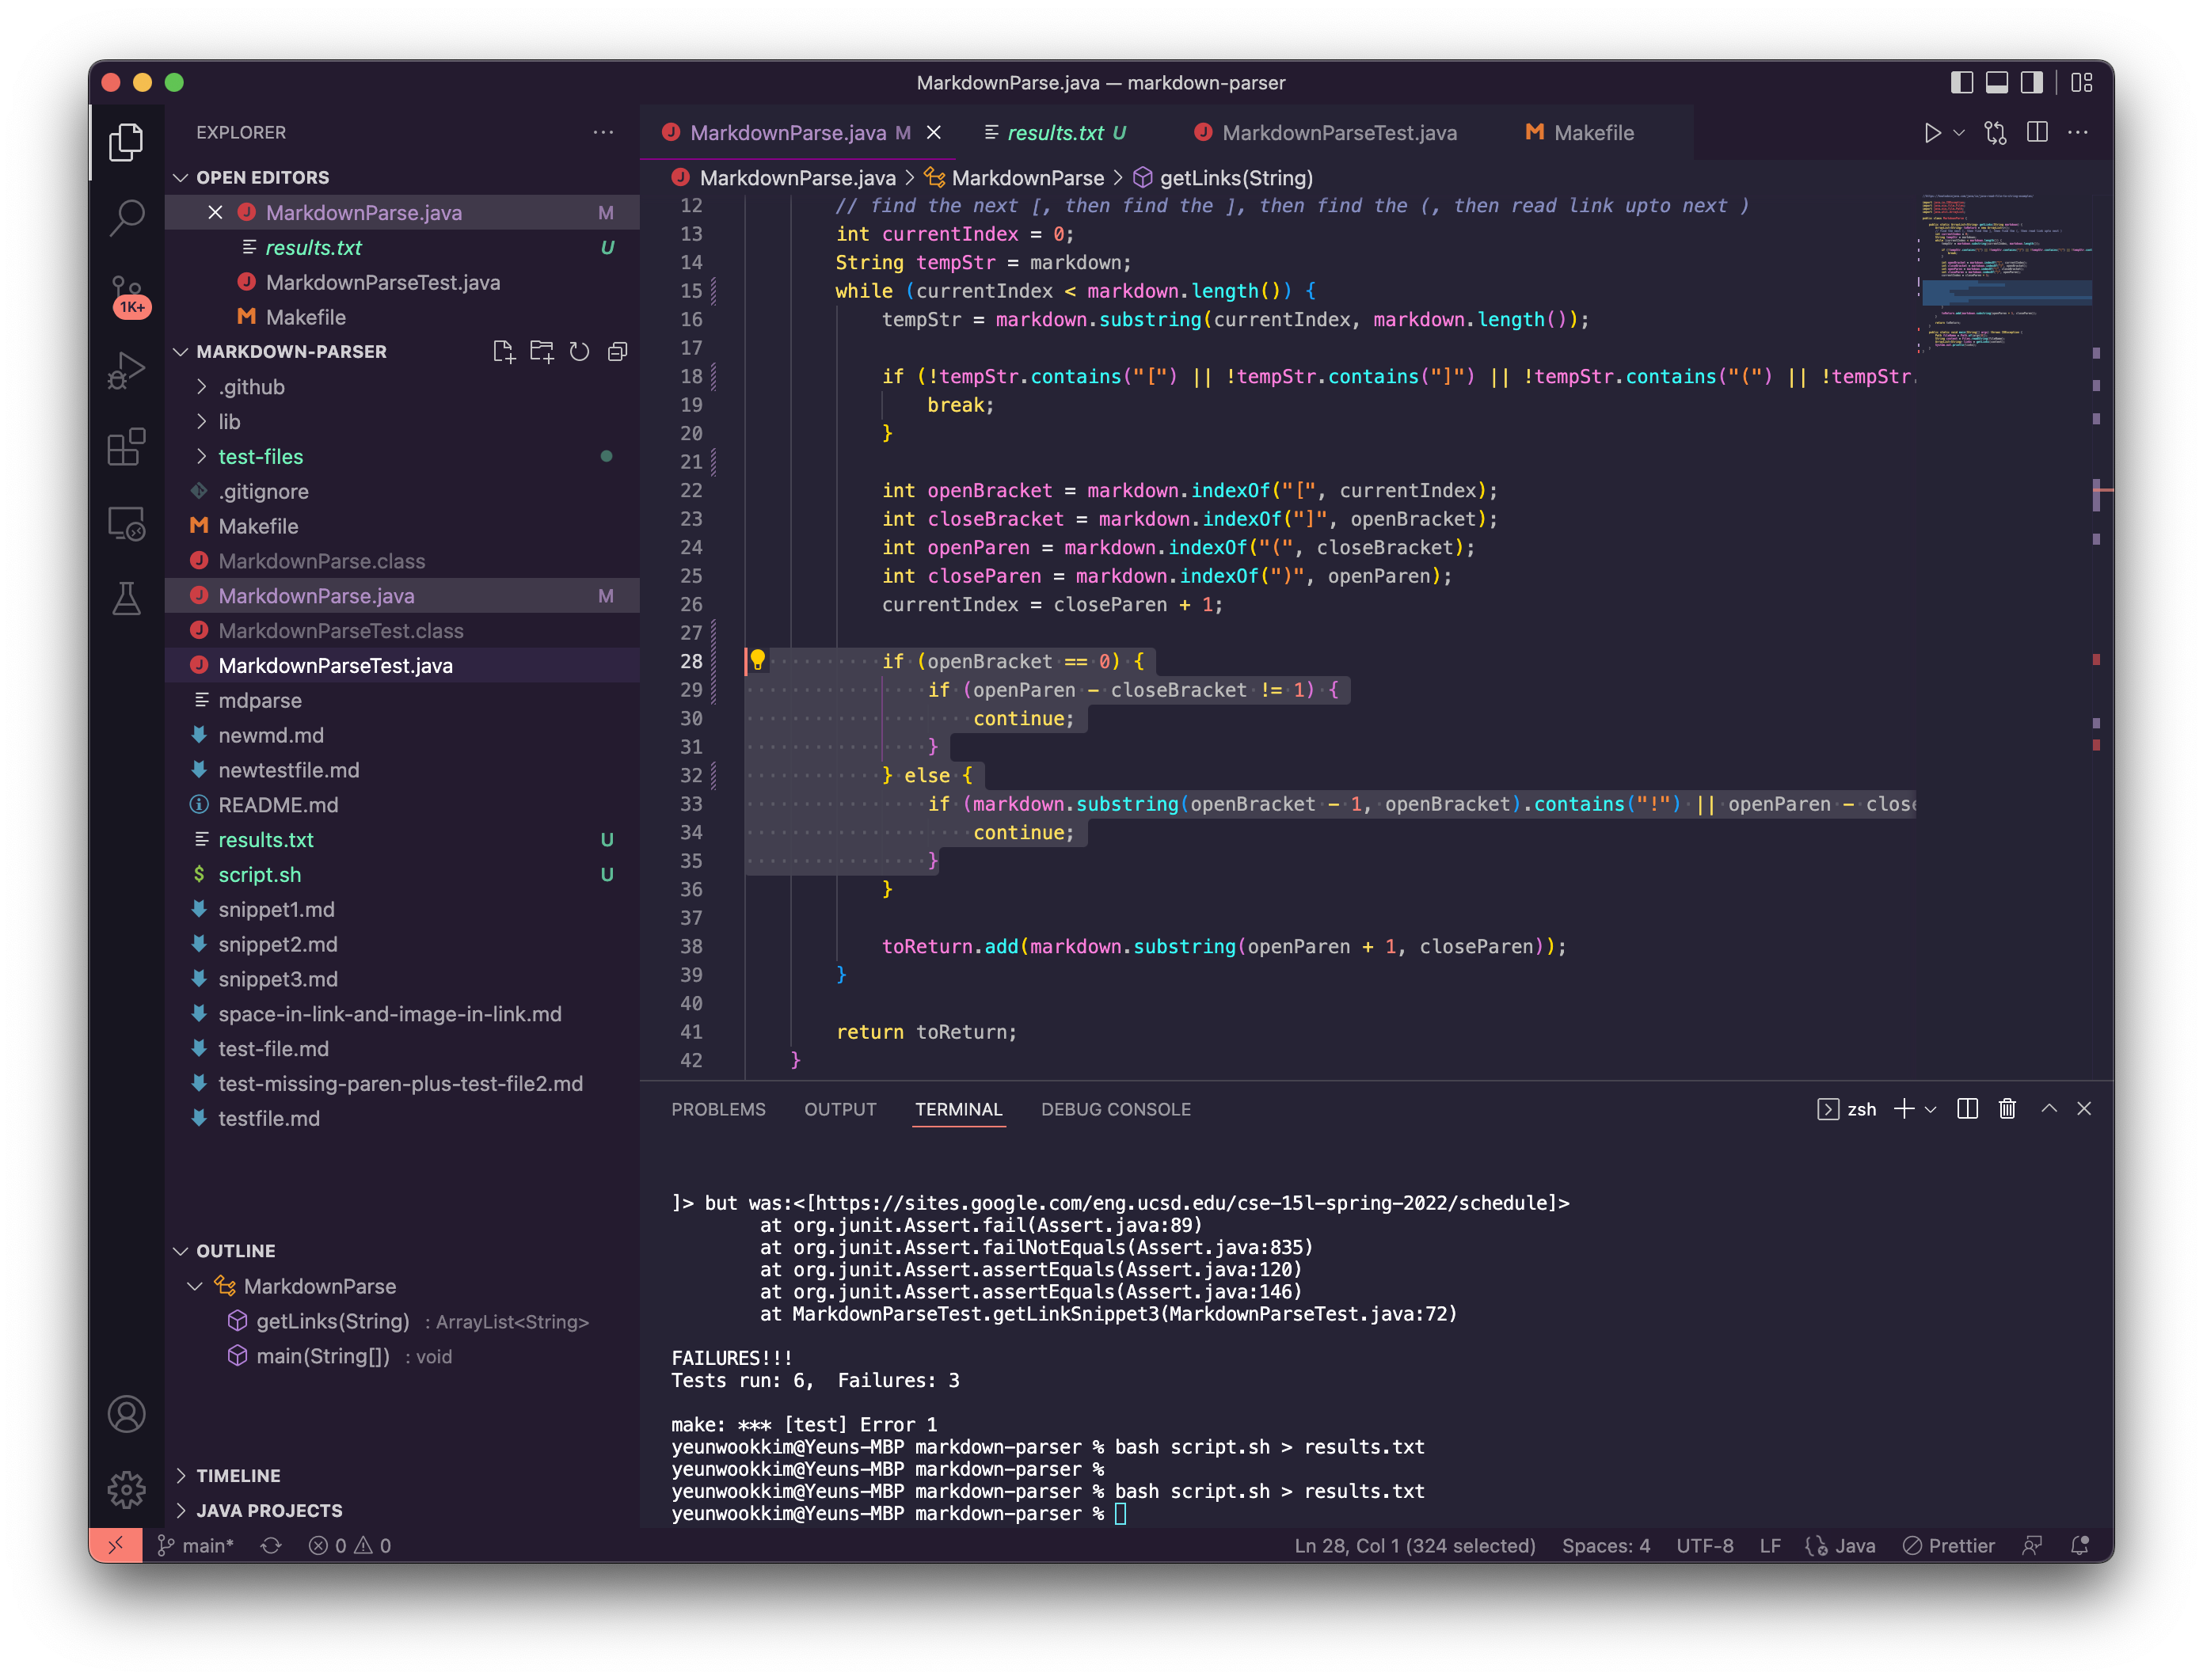 MarkdownParse.java — markdown-parser
EXPLORER
OPEN EDITORS
MarkdownParse.java M
results.txt U
MarkdownParseTest.java
Makefile
MARKDOWN-PARSER
.github
lib
test-files
.gitignore
Makefile
MarkdownParse.class
MarkdownParse.java M
MarkdownParseTest.class
MarkdownParseTest.java
mdparse
newmd.md
newtestfile.md
README.md
results.txt U
script.sh U
snippet1.md
snippet2.md
snippet3.md
space-in-link-and-image-in-link.md
test-file.md
test-missing-paren-plus-test-file2.md
testfile.md
OUTLINE
MarkdownParse
getLinks(String) : ArrayList<String>
main(String[]) : void
TIMELINE
JAVA PROJECTS
1K+
MarkdownParse.java M
results.txt U
MarkdownParseTest.java
Makefile
MarkdownParse.java > MarkdownParse > getLinks(String)
12 // find the next [, then find the ], then find the (, then read link upto next )
13 int currentIndex = 0;
14 String tempStr = markdown;
15 while (currentIndex < markdown.length()) {
16 tempStr = markdown.substring(currentIndex, markdown.length());
17
18 if (!tempStr.contains("[") || !tempStr.contains("]") || !tempStr.contains("(") || !tempStr.
19 break;
20 }
21
22 int openBracket = markdown.indexOf("[", currentIndex);
23 int closeBracket = markdown.indexOf("]", openBracket);
24 int openParen = markdown.indexOf("(", closeBracket);
25 int closeParen = markdown.indexOf(")", openParen);
26 currentIndex = closeParen + 1;
27
28 if (openBracket == 0) {
29 if (openParen - closeBracket != 1) {
30 continue;
31 }
32 } else {
33 if (markdown.substring(openBracket - 1, openBracket).contains("!") || openParen - close
34 continue;
35 }
36 }
37
38 toReturn.add(markdown.substring(openParen + 1, closeParen));
39 }
40
41 return toReturn;
42 }
PROBLEMS OUTPUT TERMINAL DEBUG CONSOLE
zsh
]> but was:<[https://sites.google.com/eng.ucsd.edu/cse-15l-spring-2022/schedule]>
at org.junit.Assert.fail(Assert.java:89)
at org.junit.Assert.failNotEquals(Assert.java:835)
at org.junit.Assert.assertEquals(Assert.java:120)
at org.junit.Assert.assertEquals(Assert.java:146)
at MarkdownParseTest.getLinkSnippet3(MarkdownParseTest.java:72)
FAILURES!!!
Tests run: 6,  Failures: 3
make: *** [test] Error 1
yeunwookkim@Yeuns-MBP markdown-parser % bash script.sh > results.txt
yeunwookkim@Yeuns-MBP markdown-parser %
yeunwookkim@Yeuns-MBP markdown-parser % bash script.sh > results.txt
yeunwookkim@Yeuns-MBP markdown-parser %
main* 0 0
Ln 28, Col 1 (324 selected) Spaces: 4 UTF-8 LF Java Prettier